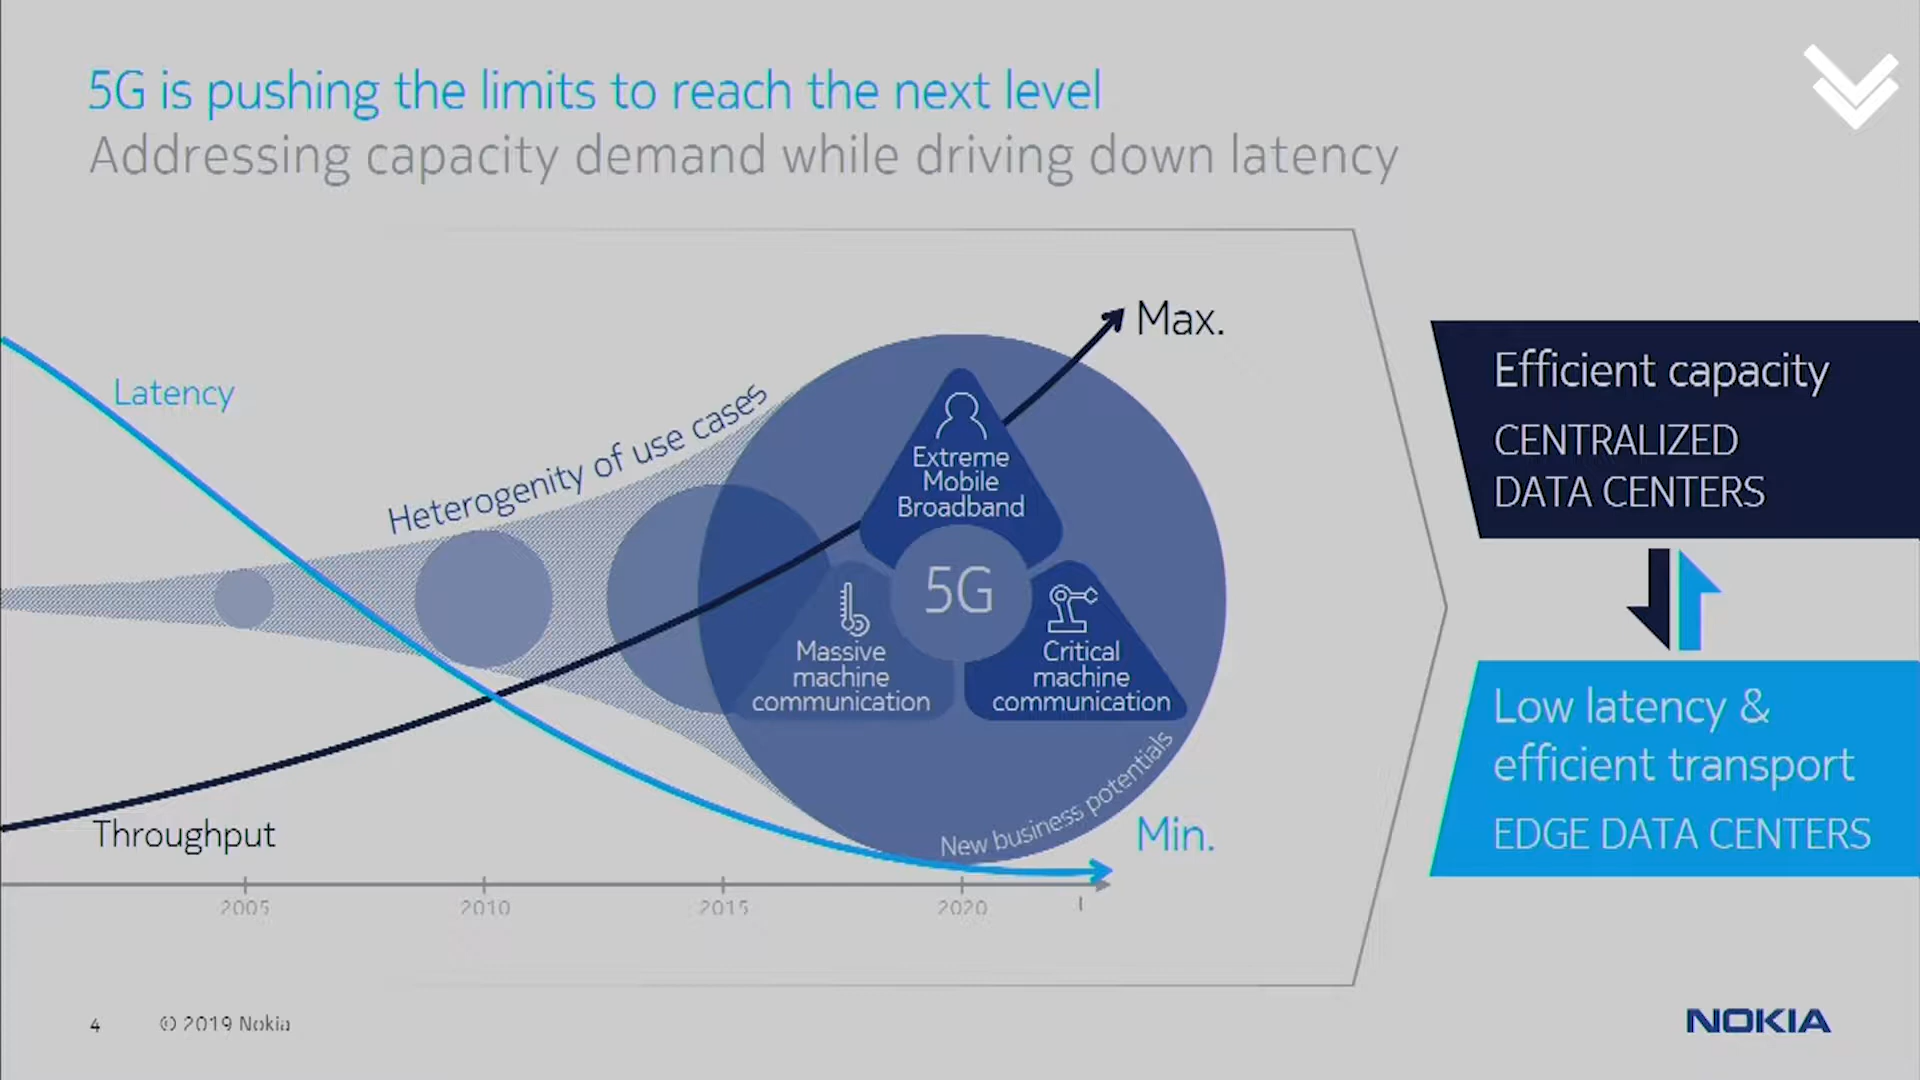 5G is pushing the limits to reach the next level
Addressing capacity demand while driving down latency
Max.
Latency
Heterogenity of use cases
Extreme
Mobile
Broadband
5G
Massive
machine
communication
Critical
machine
communication
New business potentials
Throughput
Min.
2005
2010
2015
2020
Efficient capacity
CENTRALIZED
DATA CENTERS
Low latency &
efficient transport
EDGE DATA CENTERS
4
© 2019 Nokia
NOKIA